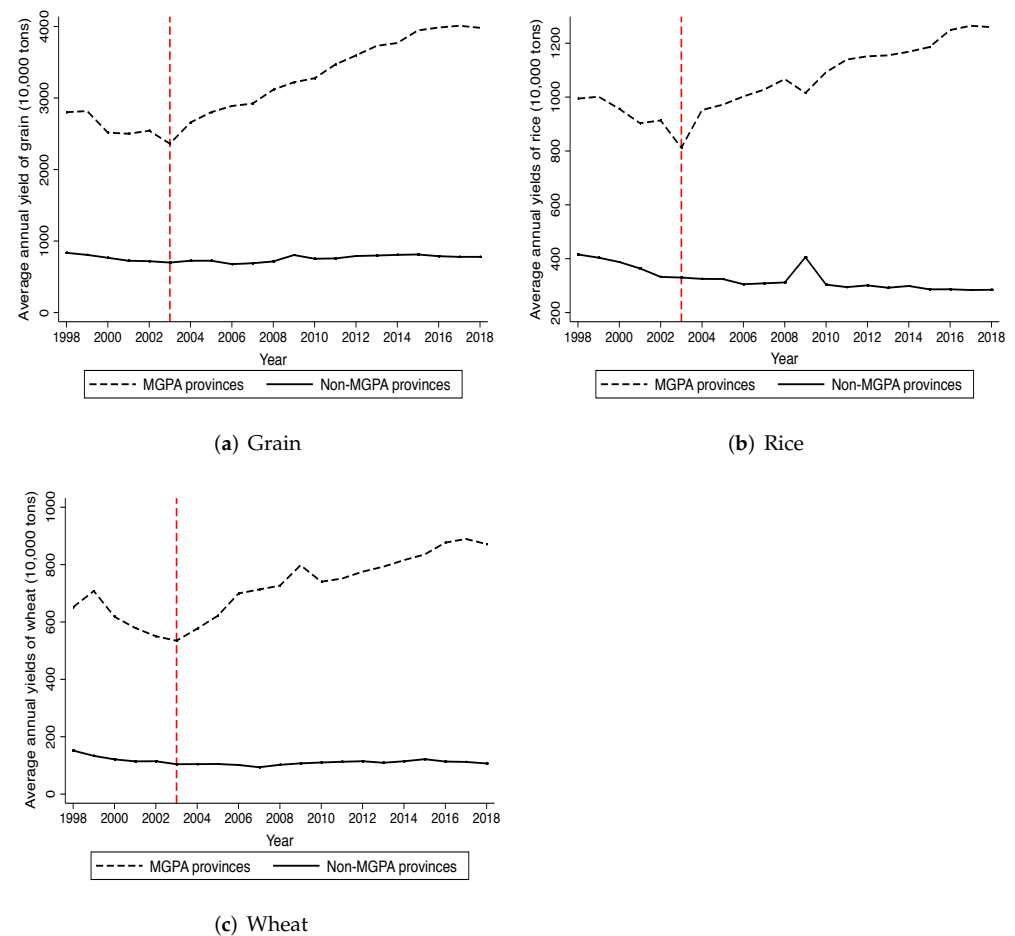 Average annual yield of grain (10,000 tons)
4000
3000
2000
1000
0
1998 2000 2002 2004 2006 2008 2010 2012 2014 2016 2018
Year
MGPA provinces Non-MGPA provinces
(a) Grain
Average annual yields of rice (10,000 tons)
1200
1000
800
600
400
200
1998 2000 2002 2004 2006 2008 2010 2012 2014 2016 2018
Year
MGPA provinces Non-MGPA provinces
(b) Rice
Average annual yields of wheat (10,000 tons)
1000
800
600
400
200
0
1998 2000 2002 2004 2006 2008 2010 2012 2014 2016 2018
Year
MGPA provinces Non-MGPA provinces
(c) Wheat